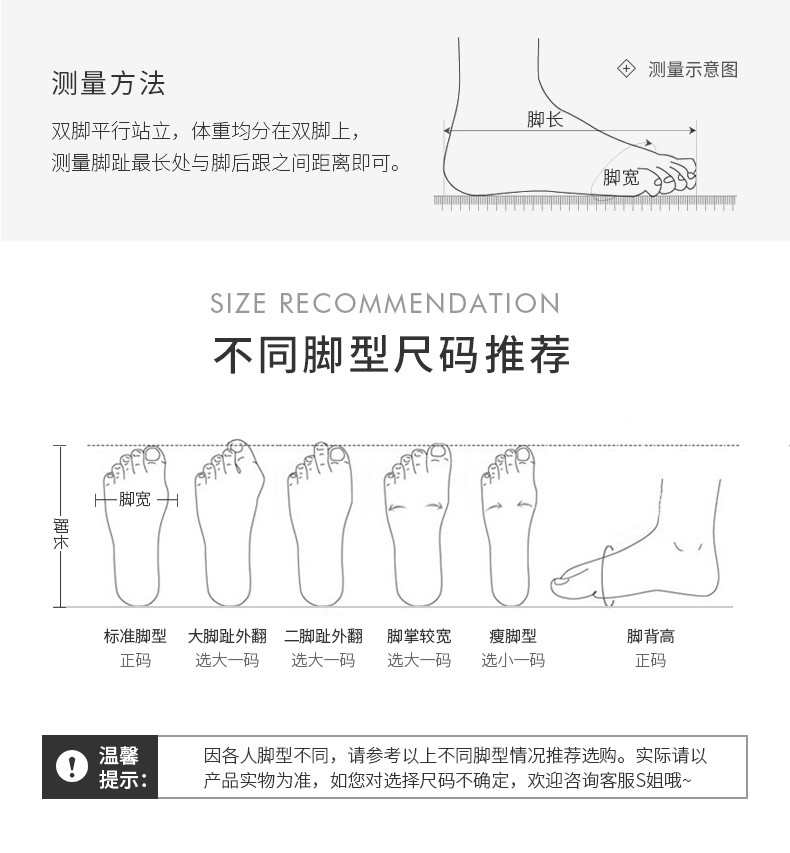 测量方法
双脚平行站立，体重均分在双脚上，
测量脚趾最长处与脚后跟之间距离即可。
测量示意图
脚长
脚宽
SIZE RECOMMENDATION
不同脚型尺码推荐
脚宽
脚长
标准脚型 大脚趾外翻 二脚趾外翻 脚掌较宽 瘦脚型 脚背高
正码 选大一码 选大一码 选大一码 选小一码 正码
温馨
提示：
因各人脚型不同，请参考以上不同脚型情况推荐选购。实际请以
产品实物为准，如您对选择尺码不确定，欢迎咨询客服S姐哦~